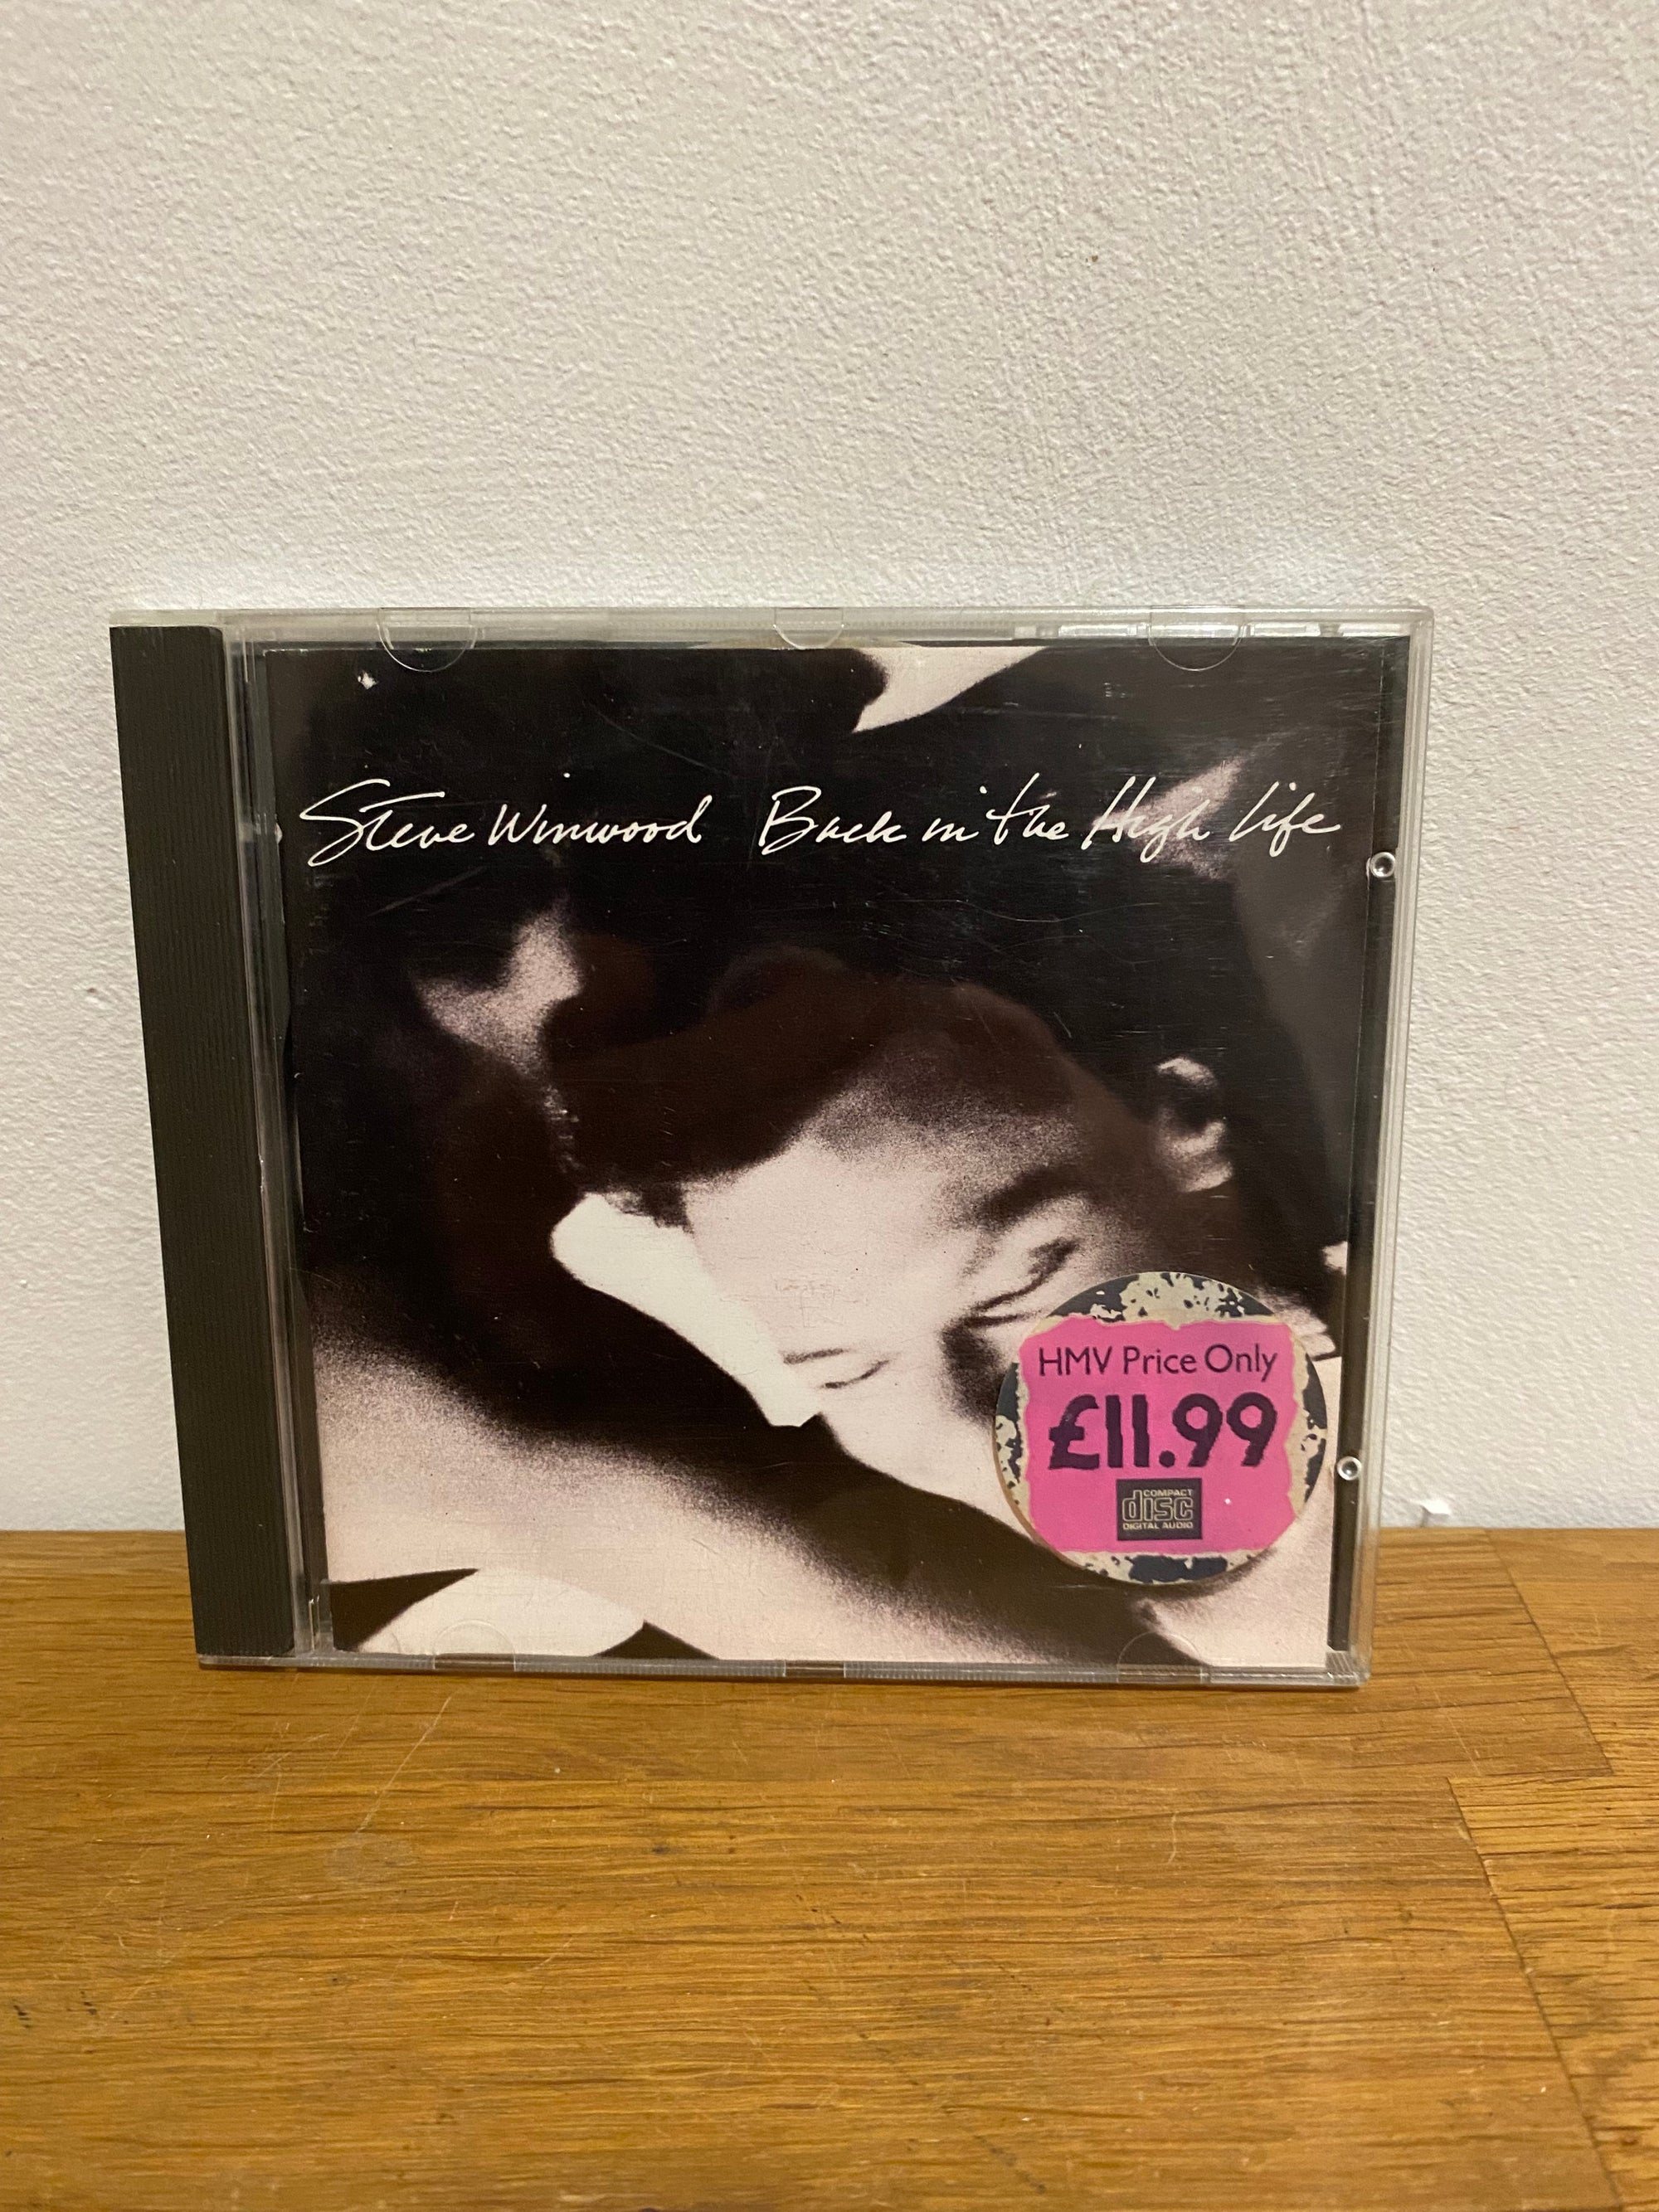 Steve Winwood Back in the High Life
HMV Price Only
£11.99
COMPACT
disc
DIGITAL AUDIO